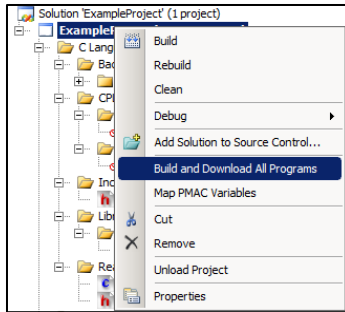 Solution 'ExampleProject' (1 project)
ExampleP
C Lang
Bac
CPL
Inc
h
Libr
Rea
c
h
Build
Rebuild
Clean
Debug
Add Solution to Source Control...
Build and Download All Programs
Map PMAC Variables
Cut
Remove
Unload Project
Properties